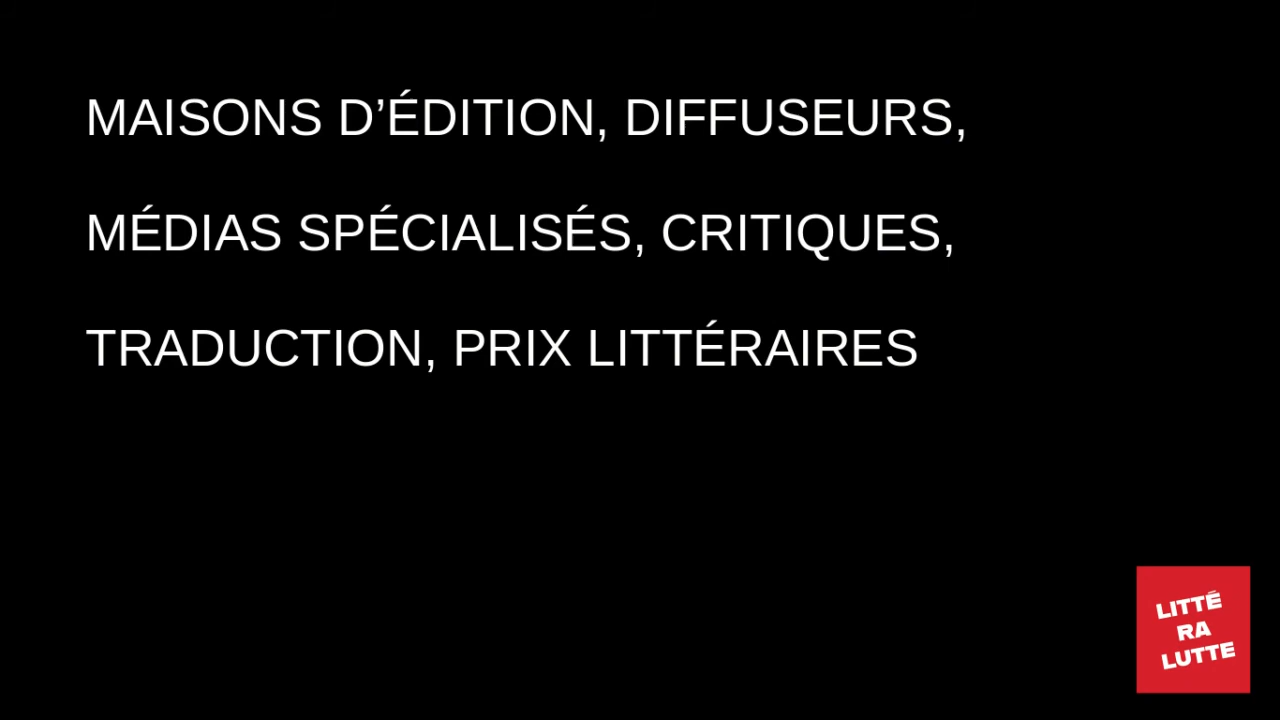 MAISONS D’ÉDITION, DIFFUSEURS,
MÉDIAS SPÉCIALISÉS, CRITIQUES,
TRADUCTION, PRIX LITTÉRAIRES
LITTÉ
RA
LUTTE